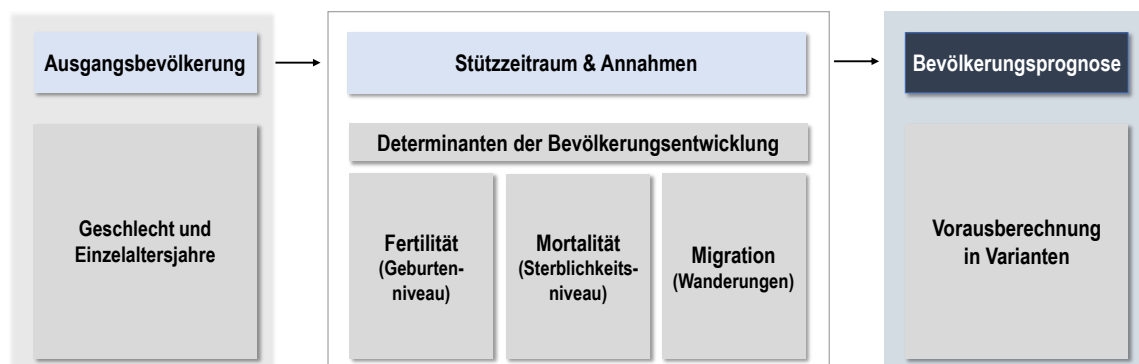 Ausgangsbevölkerung
Geschlecht und
Einzelaltersjahre
Stützzeitraum & Annahmen
Determinanten der Bevölkerungsentwicklung
Fertilität
(Geburten-
niveau)
Mortalität
(Sterblichkeits-
niveau)
Migration
(Wanderungen)
Bevölkerungsprognose
Vorausberechnung
in Varianten